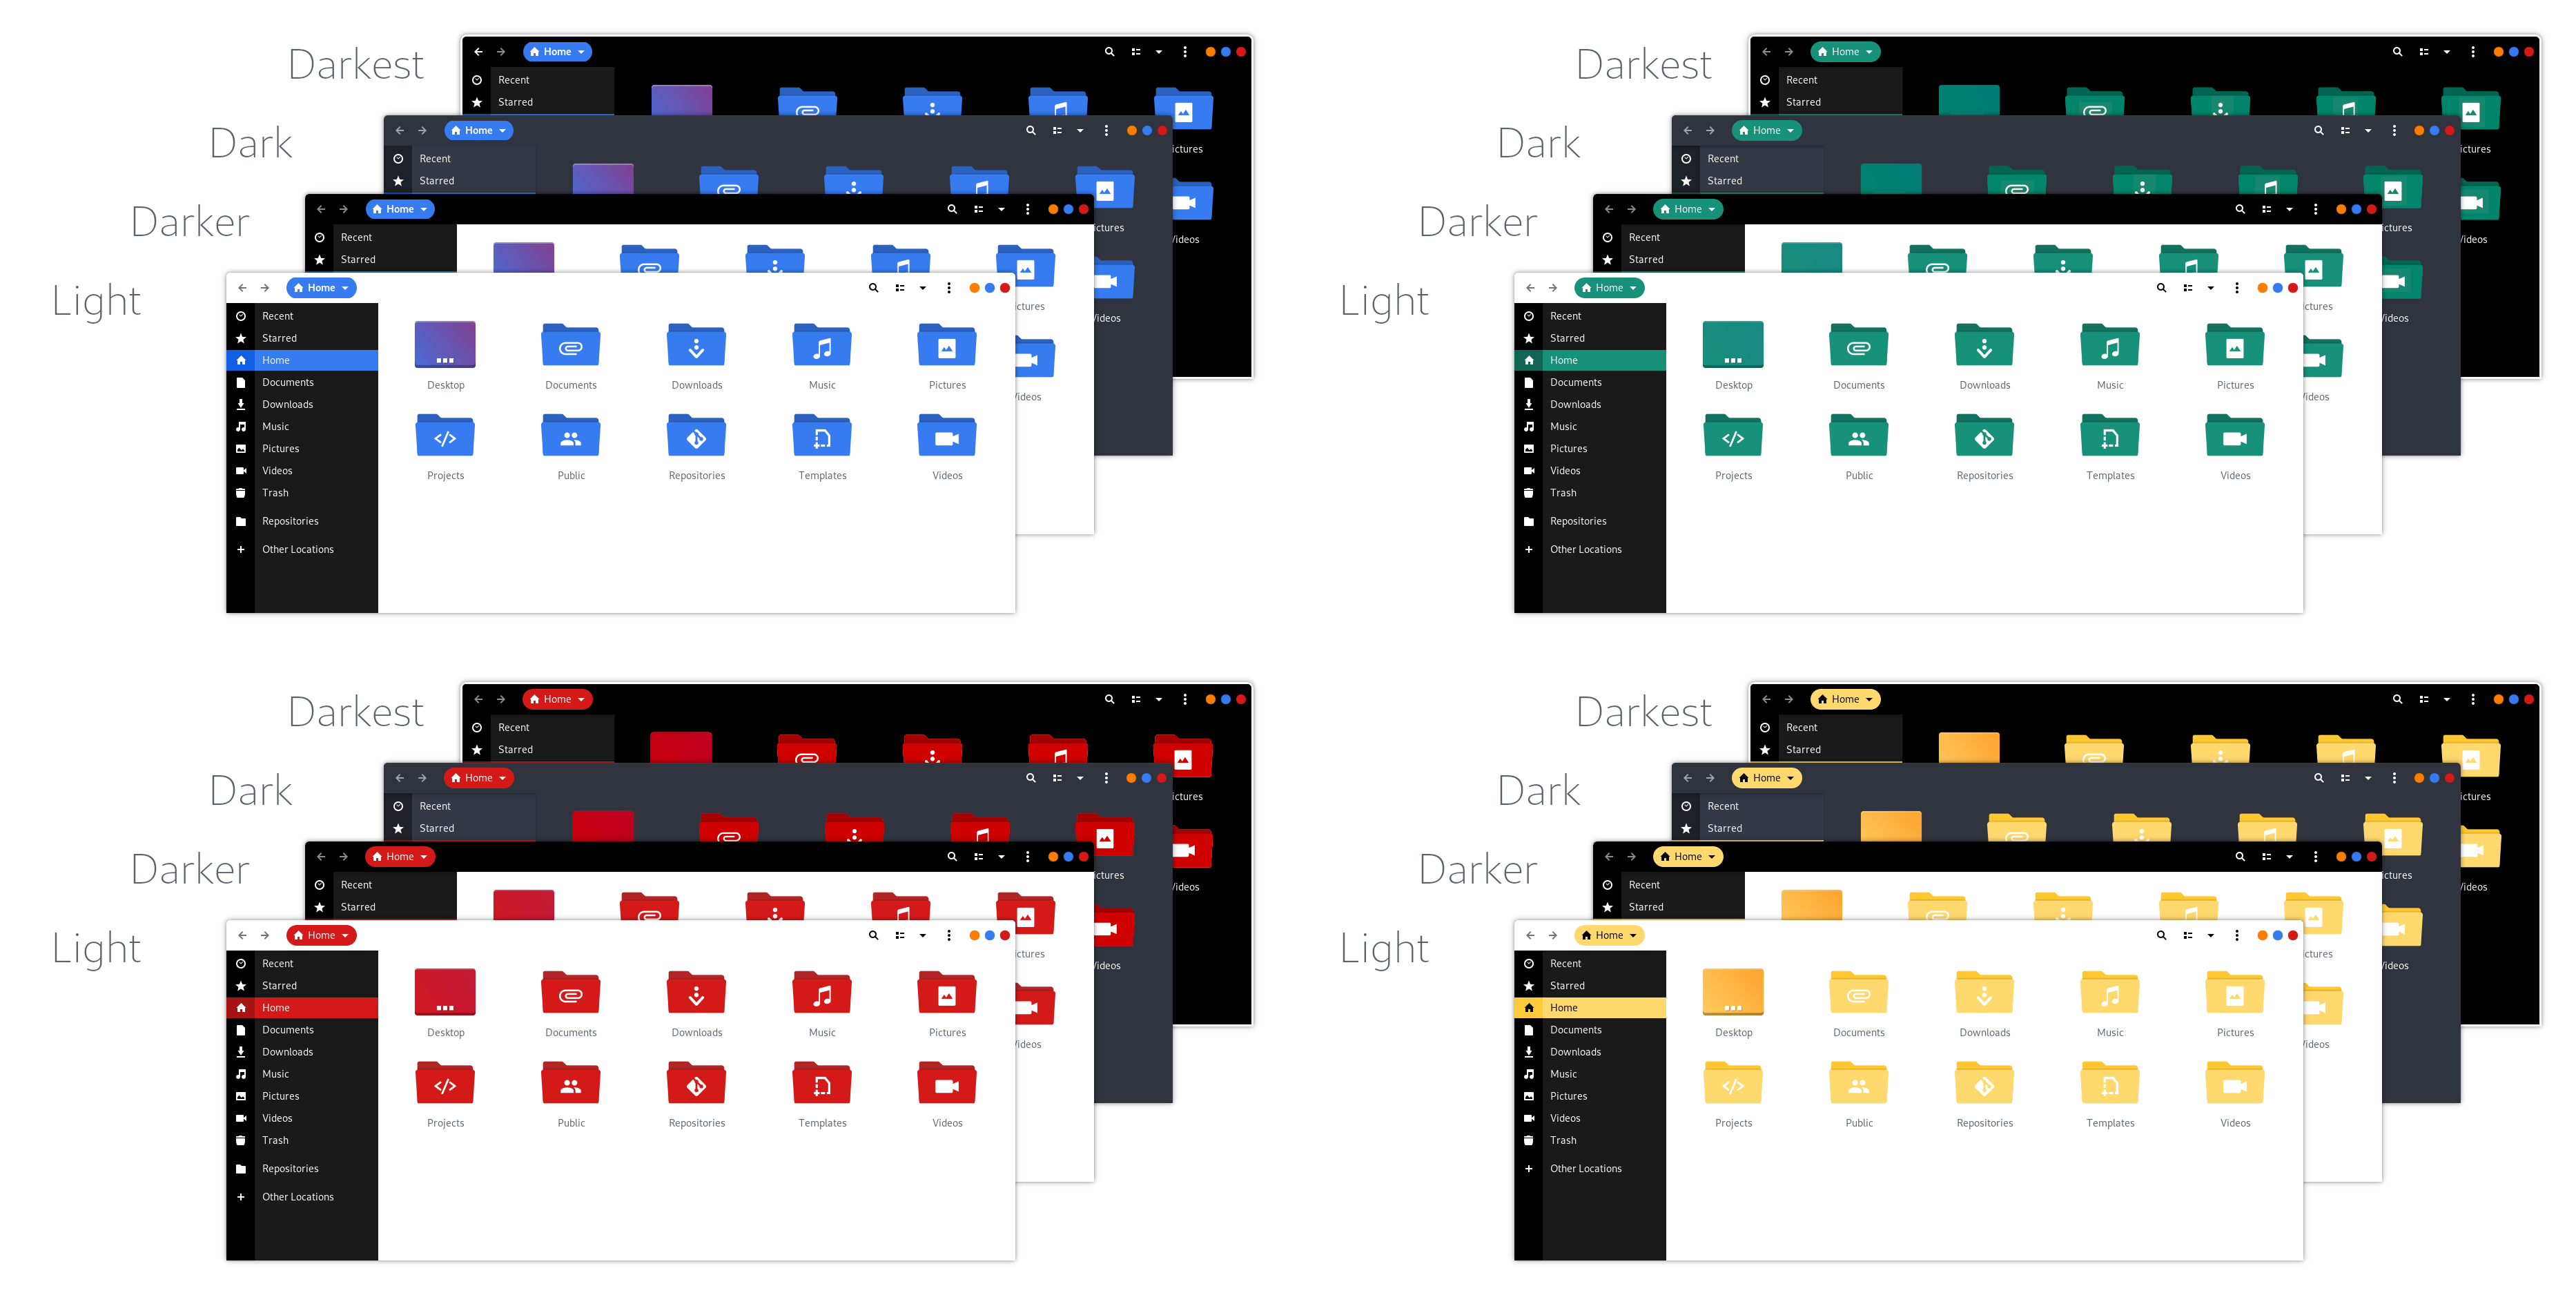 Darkest
Home
Recent
Starred
ictures
Videos
Dark
Home
Recent
Starred
ictures
Videos
Darker
Home
Recent
Starred
ctures
Videos
Light
Home
Recent
Starred
Home
Documents
Downloads
Music
Pictures
Videos
Trash
Repositories
Other Locations
Desktop
Documents
Downloads
Music
Pictures
Projects
Public
Repositories
Templates
Videos
Darkest
Home
Recent
Starred
ictures
Videos
Dark
Home
Recent
Starred
ictures
Videos
Darker
Home
Recent
Starred
ctures
Videos
Light
Home
Recent
Starred
Home
Documents
Downloads
Music
Pictures
Videos
Trash
Repositories
Other Locations
Desktop
Documents
Downloads
Music
Pictures
Projects
Public
Repositories
Templates
Videos
Darkest
Home
Recent
Starred
ictures
Videos
Dark
Home
Recent
Starred
ictures
Videos
Darker
Home
Recent
Starred
ctures
Videos
Light
Home
Recent
Starred
Home
Documents
Downloads
Music
Pictures
Videos
Trash
Repositories
Other Locations
Desktop
Documents
Downloads
Music
Pictures
Projects
Public
Repositories
Templates
Videos
Darkest
Home
Recent
Starred
ictures
Videos
Dark
Home
Recent
Starred
ictures
Videos
Darker
Home
Recent
Starred
ctures
Videos
Light
Home
Recent
Starred
Home
Documents
Downloads
Music
Pictures
Videos
Trash
Other Locations
Desktop
Documents
Downloads
Music
Pictures
Projects
Public
Repositories
Templates
Videos